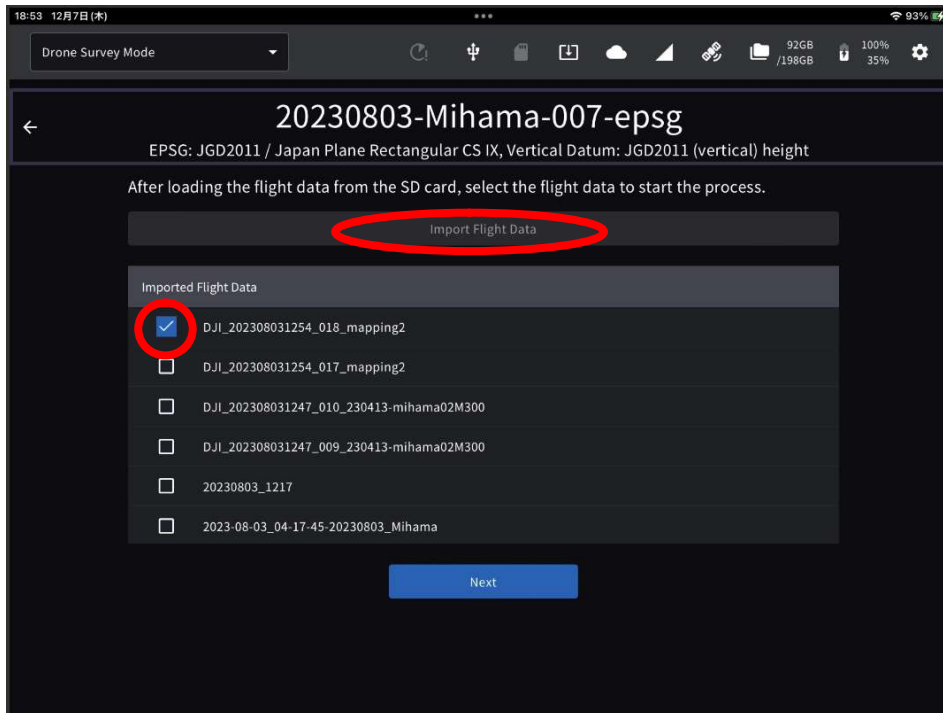 18:53 12月7日(木)
93%
Drone Survey Mode
92GB
/198GB
100%
35%
20230803-Mihama-007-epsg
EPSG: JGD2011 / Japan Plane Rectangular CS IX, Vertical Datum: JGD2011 (vertical) height
After loading the flight data from the SD card, select the flight data to start the process.
Import Flight Data
Imported Flight Data
DJI_202308031254_018_mapping2
DJI_202308031254_017_mapping2
DJI_202308031247_010_230413-mihama02M300
DJI_202308031247_009_230413-mihama02M300
20230803_1217
2023-08-03_04-17-45-20230803_Mihama
Next